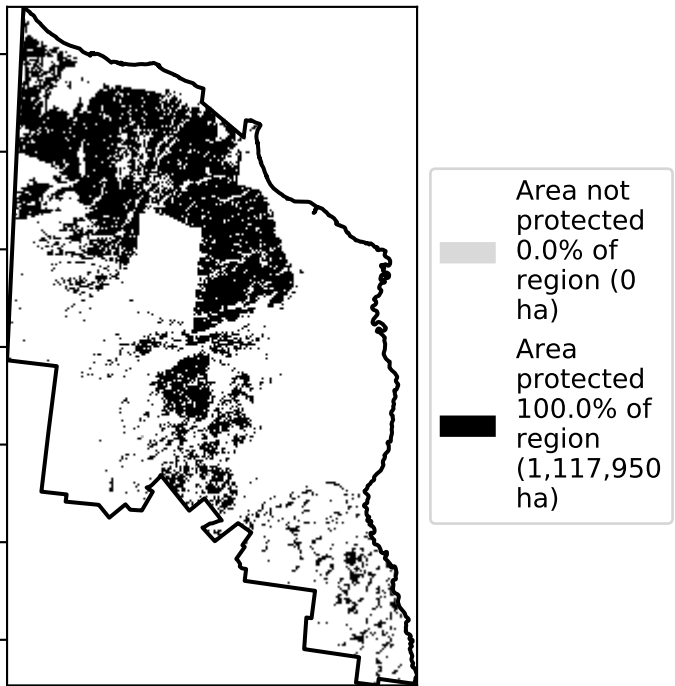 Area not
protected
0.0% of
region (0
ha)
Area
protected
100.0% of
region
(1,117,950
ha)